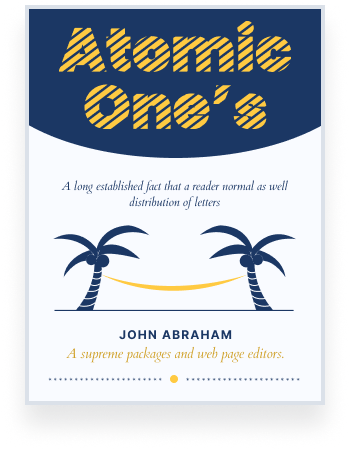 Atomic
One's
A long established fact that a reader normal as well
distribution of letters
JOHN ABRAHAM
A supreme packages and web page editors.